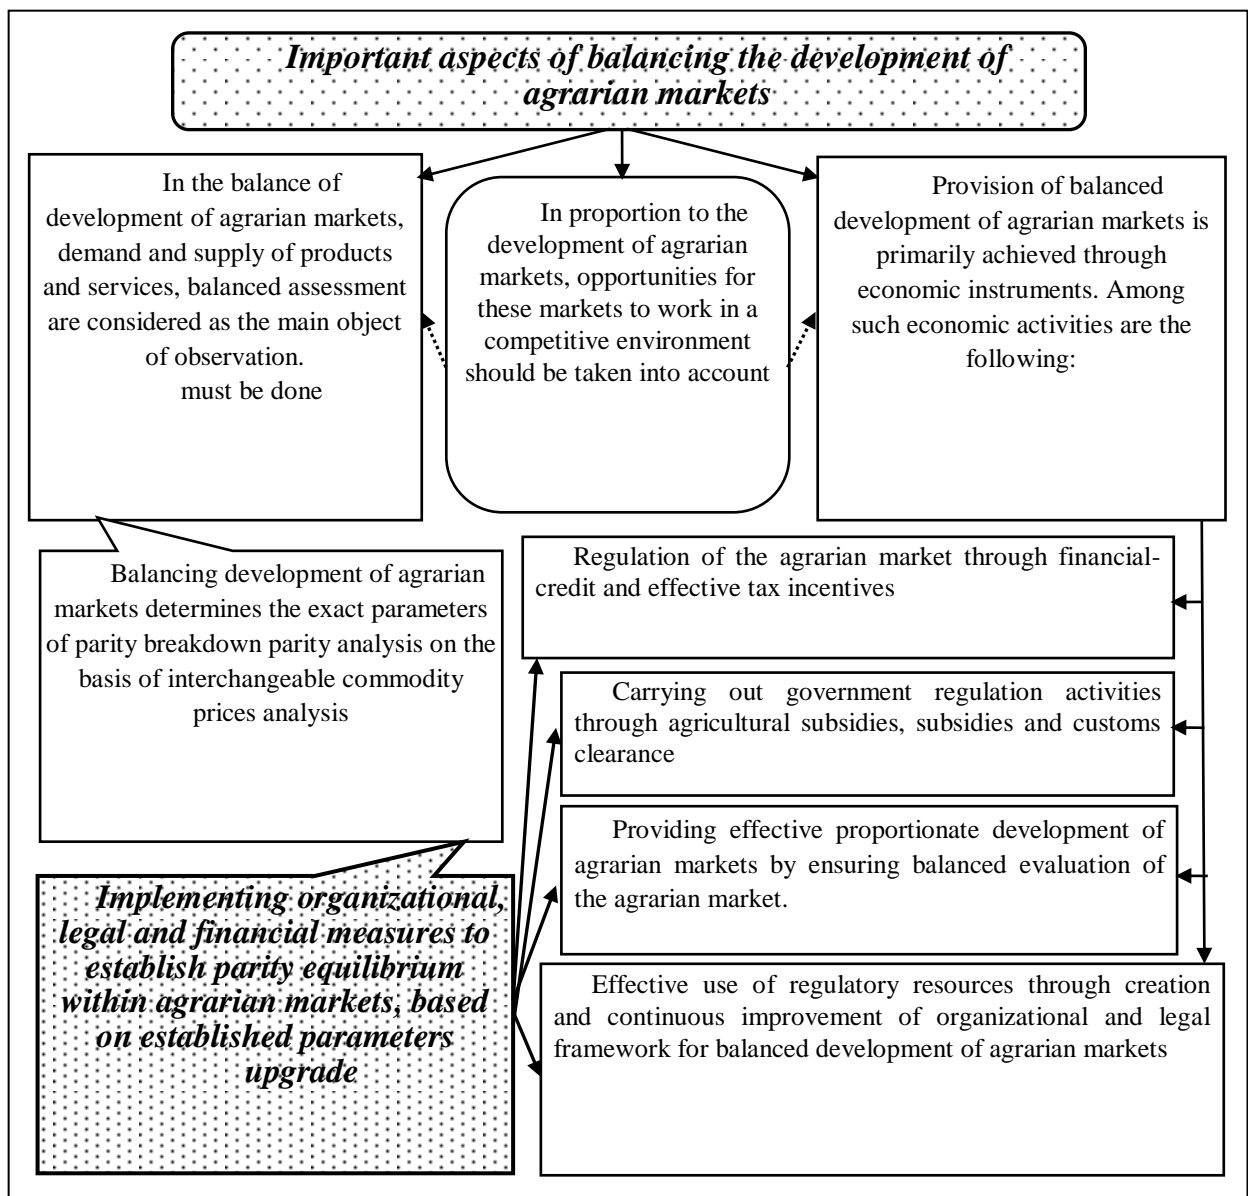 Important aspects of balancing the development of
agrarian markets
In the balance of
development of agrarian markets,
demand and supply of products
and services, balanced assessment
are considered as the main object
of observation.
must be done
In proportion to the
development of agrarian
markets, opportunities for
these markets to work in a
competitive environment
should be taken into account
Provision of balanced
development of agrarian markets is
primarily achieved through
economic instruments. Among
such economic activities are the
following:
Balancing development of agrarian
markets determines the exact parameters
of parity breakdown parity analysis on the
basis of interchangeable commodity
prices analysis
Regulation of the agrarian market through financial-
credit and effective tax incentives
Carrying out government regulation activities
through agricultural subsidies, subsidies and customs
clearance
Providing effective proportionate development of
agrarian markets by ensuring balanced evaluation of
the agrarian market.
Implementing organizational,
legal and financial measures to
establish parity equilibrium
within agrarian markets, based
on established parameters
upgrade
Effective use of regulatory resources through creation
and continuous improvement of organizational and legal
framework for balanced development of agrarian markets